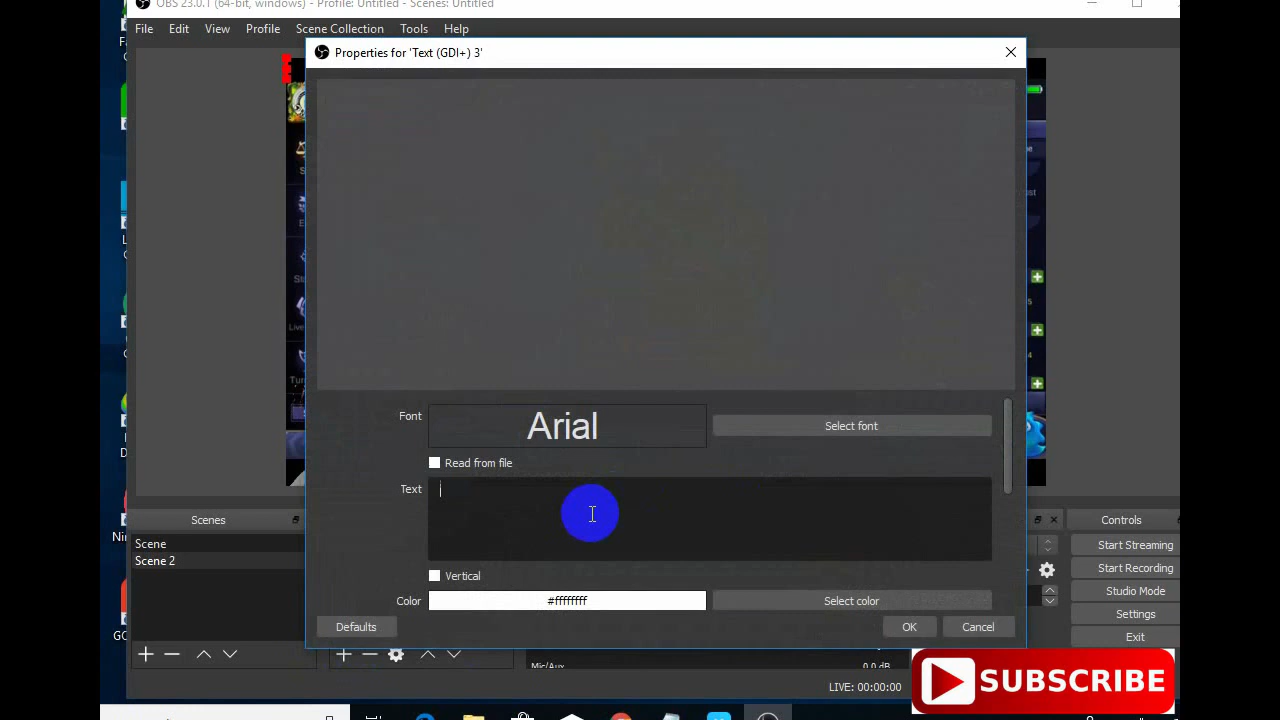 OBS 23.0.1 (64-bit, windows) - Profile: Untitled - Scenes: Untitled
File Edit View Profile Scene Collection Tools Help
Properties for 'Text (GDI+) 3'
Font Arial Select font
Read from file
Text
Vertical
Color #ffffffff Select color
Defaults OK Cancel
Scenes
Scene
Scene 2
Controls
Start Streaming
Start Recording
Studio Mode
Settings
Exit
Mic/Aux 0.0 dB
LIVE: 00:00:00
SUBSCRIBE